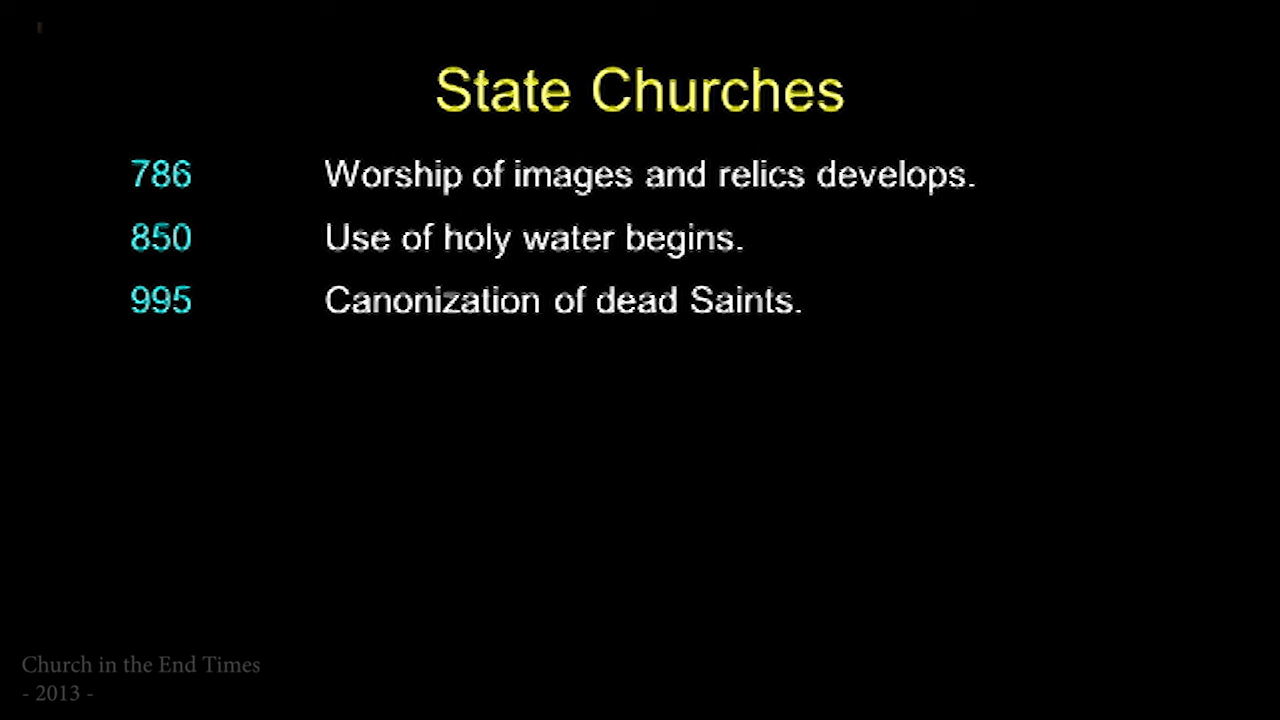 State Churches
786 Worship of images and relics develops.
850 Use of holy water begins.
995 Canonization of dead Saints.
Church in the End Times
- 2013 -